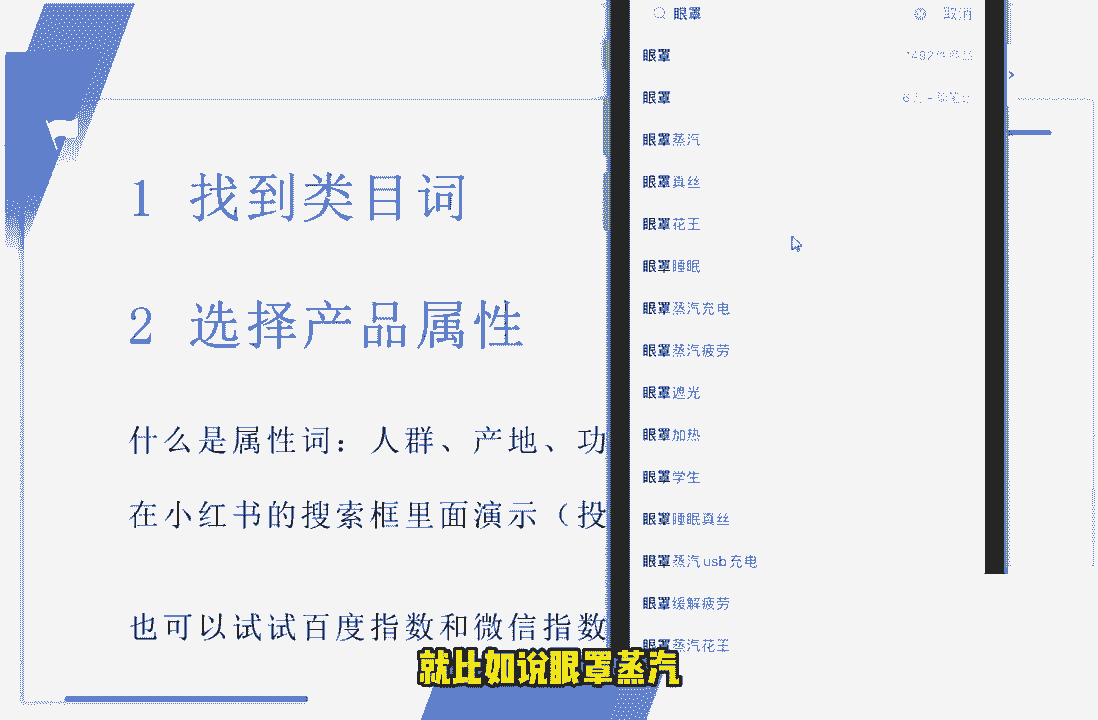 1 找到类目词
2 选择产品属性
什么是属性词：人群、产地、功
在小红书的搜索框里面演示（投
也可以试试百度指数和微信指数
眼罩 取消
眼罩
眼罩
眼罩蒸汽
眼罩真丝
眼罩花王
眼罩睡眠
眼罩蒸汽充电
眼罩蒸汽疲劳
眼罩遮光
眼罩加热
眼罩学生
眼罩睡眠真丝
眼罩蒸汽usb充电
眼罩缓解疲劳
眼罩蒸汽花王
就比如说眼罩蒸汽